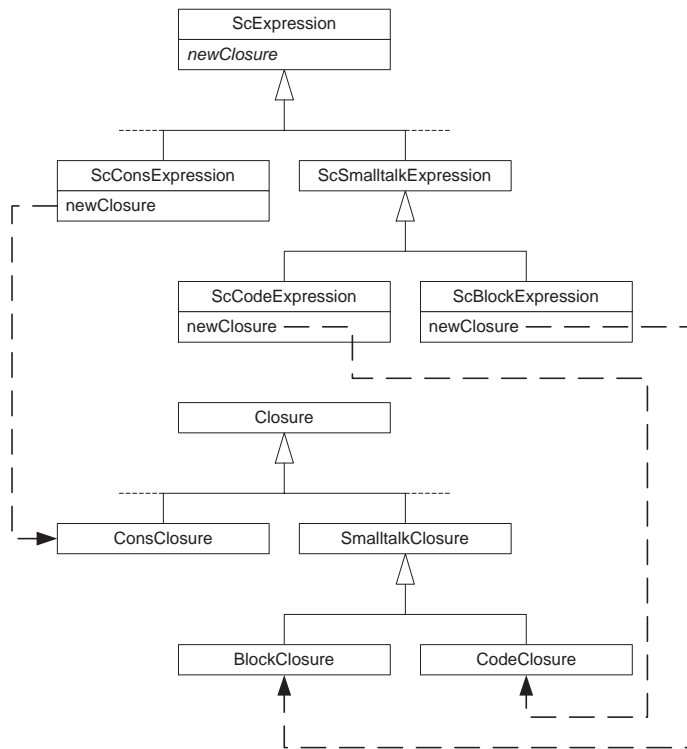 ScExpression
newClosure
ScConsExpression
newClosure
ScSmalltalkExpression
ScCodeExpression
newClosure
ScBlockExpression
newClosure
Closure
ConsClosure
SmalltalkClosure
BlockClosure
CodeClosure